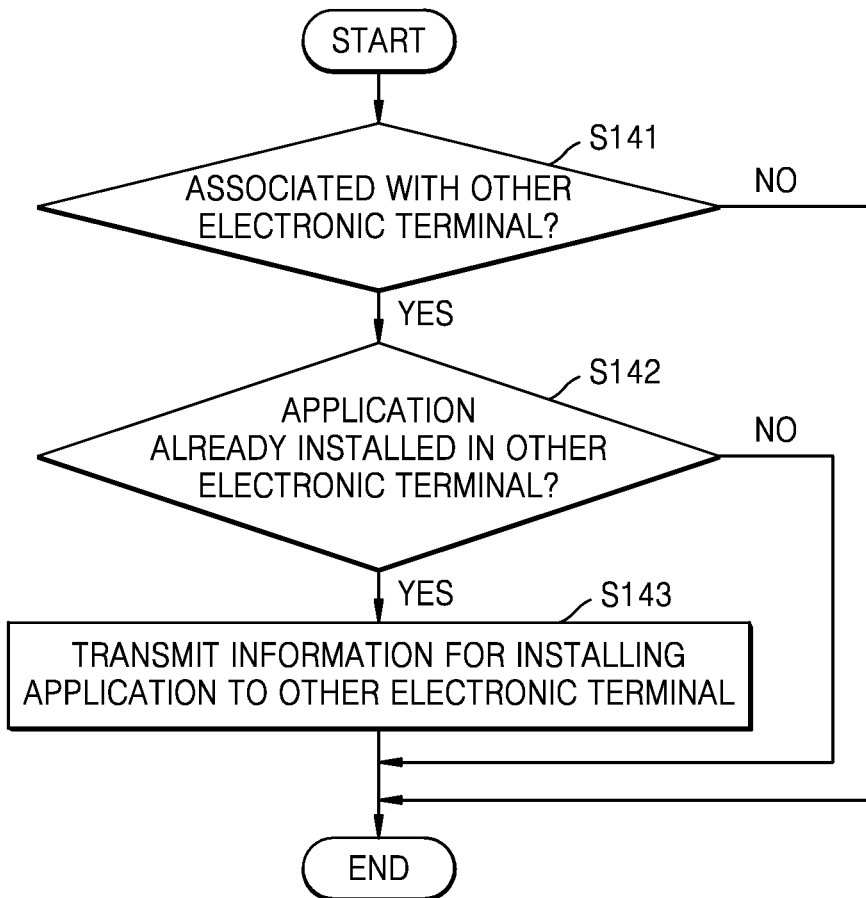 START
S141
ASSOCIATED WITH OTHER
ELECTRONIC TERMINAL?
NO
YES
S142
APPLICATION
ALREADY INSTALLED IN OTHER
ELECTRONIC TERMINAL?
NO
YES
S143
TRANSMIT INFORMATION FOR INSTALLING
APPLICATION TO OTHER ELECTRONIC TERMINAL
END